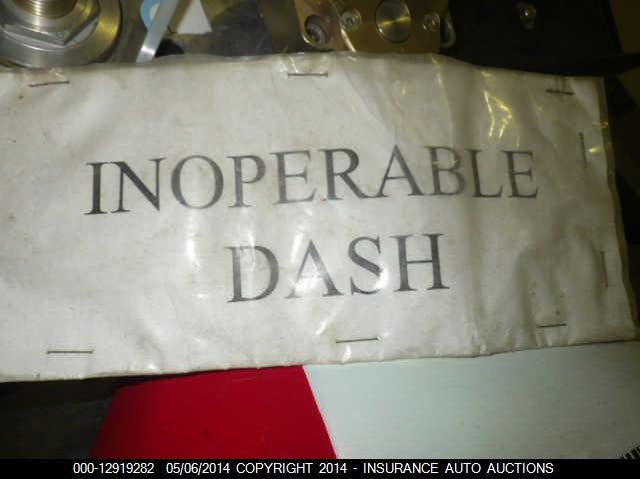 INOPERABLE
DASH
000-12919282 05/06/2014 COPYRIGHT 2014 - INSURANCE AUTO AUCTIONS